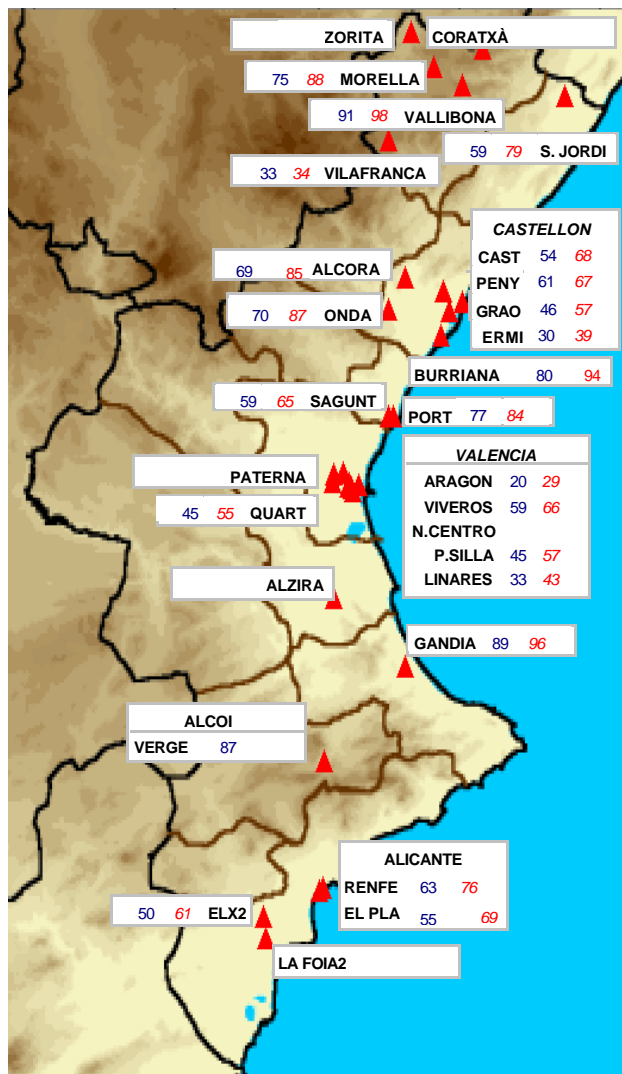 ZORITA
CORATXÀ
75 88 MORELLA
91 98 VALLIBONA
59 79 S. JORDI
33 34 VILAFRANCA
CASTELLON
CAST 54 68
PENY 61 67
GRAO 46 57
ERMI 30 39
69 85 ALCORA
70 87 ONDA
BURRIANA 80 94
59 65 SAGUNT
PORT 77 84
VALENCIA
ARAGON 20 29
VIVEROS 59 66
N.CENTRO
P.SILLA 45 57
LINARES 33 43
PATERNA
45 55 QUART
ALZIRA
GANDIA 89 96
ALCOI
VERGE 87
ALICANTE
RENFE 63 76
EL PLA 55 69
50 61 ELX2
LA FOIA2